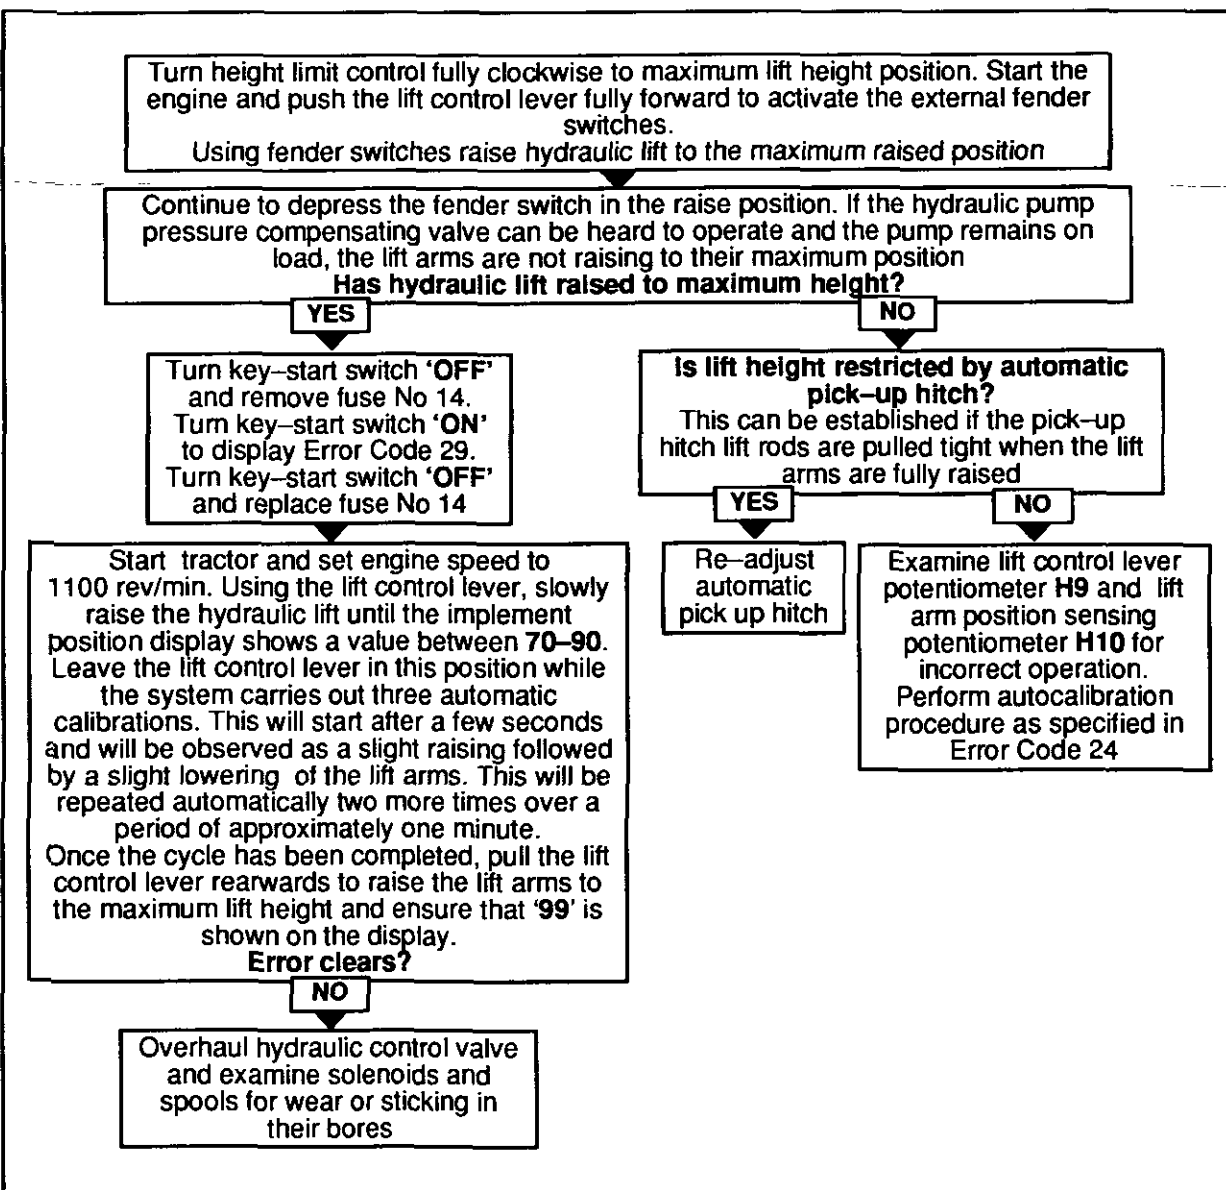 Turn height limit control fully clockwise to maximum lift height position. Start the
engine and push the lift control lever fully forward to activate the external fender
switches.
Using fender switches raise hydraulic lift to the maximum raised position
Continue to depress the fender switch in the raise position. If the hydraulic pump
pressure compensating valve can be heard to operate and the pump remains on
load, the lift arms are not raising to their maximum position
Has hydraulic lift raised to maximum height?
YES
NO
Turn key–start switch ‘OFF’
and remove fuse No 14.
Turn key–start switch ‘ON’
to display Error Code 29.
Turn key–start switch ‘OFF’
and replace fuse No 14
Is lift height restricted by automatic
pick–up hitch?
This can be established if the pick–up
hitch lift rods are pulled tight when the lift
arms are fully raised
YES
NO
Start tractor and set engine speed to
1100 rev/min. Using the lift control lever, slowly
raise the hydraulic lift until the implement
position display shows a value between 70–90.
Leave the lift control lever in this position while
the system carries out three automatic
calibrations. This will start after a few seconds
and will be observed as a slight raising followed
by a slight lowering of the lift arms. This will be
repeated automatically two more times over a
period of approximately one minute.
Once the cycle has been completed, pull the lift
control lever rearwards to raise the lift arms to
the maximum lift height and ensure that ‘99’ is
shown on the display.
Error clears?
Re–adjust
automatic
pick up hitch
Examine lift control lever
potentiometer H9 and lift
arm position sensing
potentiometer H10 for
incorrect operation.
Perform autocalibration
procedure as specified in
Error Code 24
NO
Overhaul hydraulic control valve
and examine solenoids and
spools for wear or sticking in
their bores